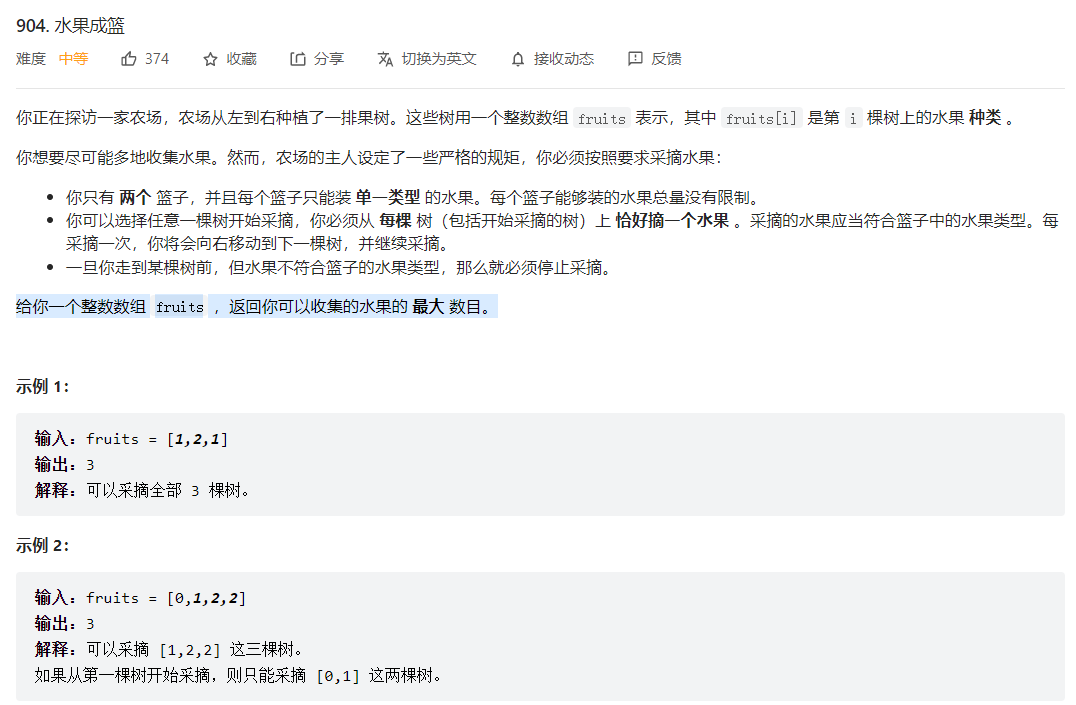 904. 水果成篮
难度 中等 374 收藏 分享 切换为英文 接收动态 反馈
你正在探访一家农场，农场从左到右种植了一排果树。这些树用一个整数数组 fruits 表示，其中 fruits[i] 是第 i 棵树上的水果 种类 。
你想要尽可能多地收集水果。然而，农场的主人设定了一些严格的规矩，你必须按照要求采摘水果：
• 你只有 两个 篮子，并且每个篮子只能装 单一类型 的水果。每个篮子能够装的水果总量没有限制。
• 你可以选择任意一棵树开始采摘，你必须从 每棵 树（包括开始采摘的树）上 恰好摘一个水果 。采摘的水果应当符合篮子中的水果类型。每
采摘一次，你将会向右移动到下一棵树，并继续采摘。
• 一旦你走到某棵树前，但水果不符合篮子的水果类型，那么就必须停止采摘。
给你一个整数数组 fruits ，返回你可以收集的水果的 最大 数目。
示例 1：
输入：fruits = [1,2,1]
输出：3
解释：可以采摘全部 3 棵树。
示例 2：
输入：fruits = [0,1,2,2]
输出：3
解释：可以采摘 [1,2,2] 这三棵树。
如果从第一棵树开始采摘，则只能采摘 [0,1] 这两棵树。